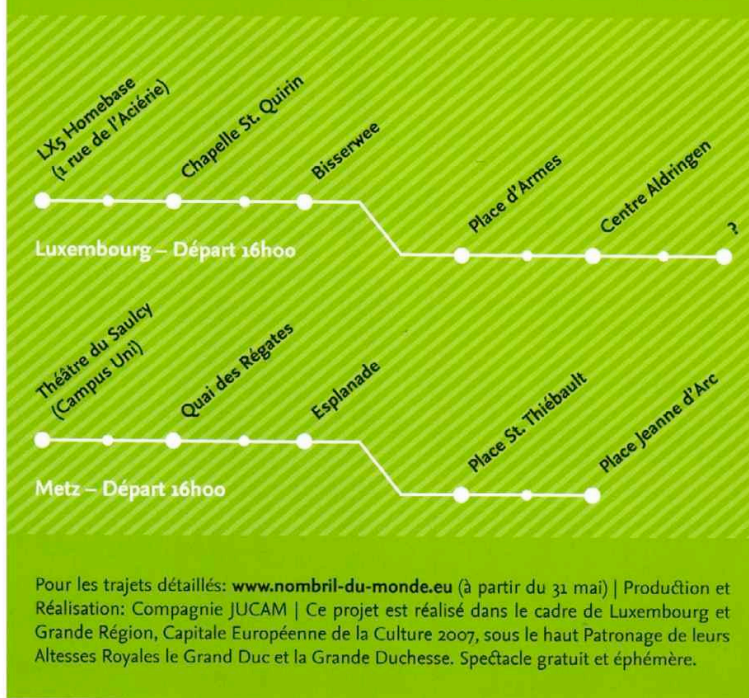 LX5 Homebase
(1 rue de l'Aciérie)
Chapelle St. Quirin
Bisserwee
Place d'Armes
Centre Aldringen
?
Luxembourg – Départ 16h00
Théâtre du Saulcy
(Campus Uni)
Quai des Régates
Esplanade
Place St. Thiébault
Place Jeanne d'Arc
Metz – Départ 16h00
Pour les trajets détaillés: www.nombril-du-monde.eu (à partir du 31 mai) | Production et
Réalisation: Compagnie JUCAM | Ce projet est réalisé dans le cadre de Luxembourg et
Grande Région, Capitale Européenne de la Culture 2007, sous le haut Patronage de leurs
Altesses Royales le Grand Duc et la Grande Duchesse. Spectacle gratuit et éphémère.